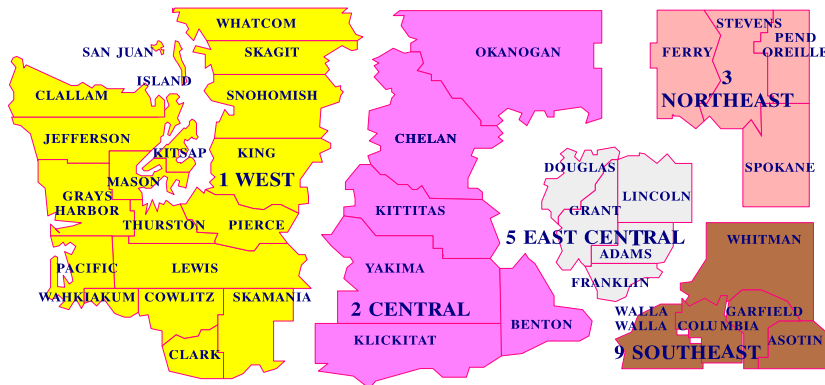 WHATCOM
SAN JUAN
SKAGIT
ISLAND
CLALLAM
SNOHOMISH
JEFFERSON
KITSAP
KING
MASON
1 WEST
GRAYS
HARBOR
THURSTON
PIERCE
PACIFIC
LEWIS
WAHKIAKUM
COWLITZ
SKAMANIA
CLARK
OKANOGAN
CHELAN
KITTITAS
YAKIMA
2 CENTRAL
BENTON
KLICKITAT
DOUGLAS
LINCOLN
GRANT
5 EAST CENTRAL
ADAMS
FRANKLIN
STEVENS
PEND
OREILLE
FERRY
3
NORTHEAST
SPOKANE
WHITMAN
WALLA
WALLA
COLUMBIA
GARFIELD
ASOTIN
9 SOUTHEAST